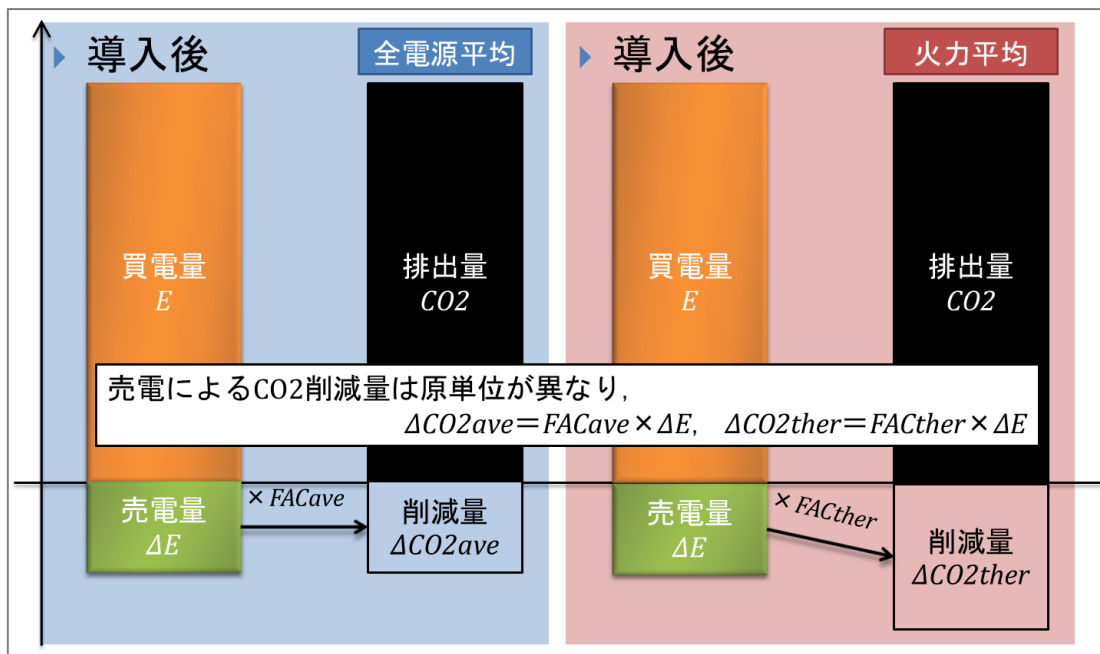 導入後
全電源平均
買電量
E
排出量
CO2
導入後
火力平均
買電量
E
排出量
CO2
売電によるCO2削減量は原単位が異なり,
ΔCO2ave＝FACave×ΔE, ΔCO2ther＝FACther×ΔE
売電量
ΔE
×FACave
削減量
ΔCO2ave
売電量
ΔE
×FACther
削減量
ΔCO2ther